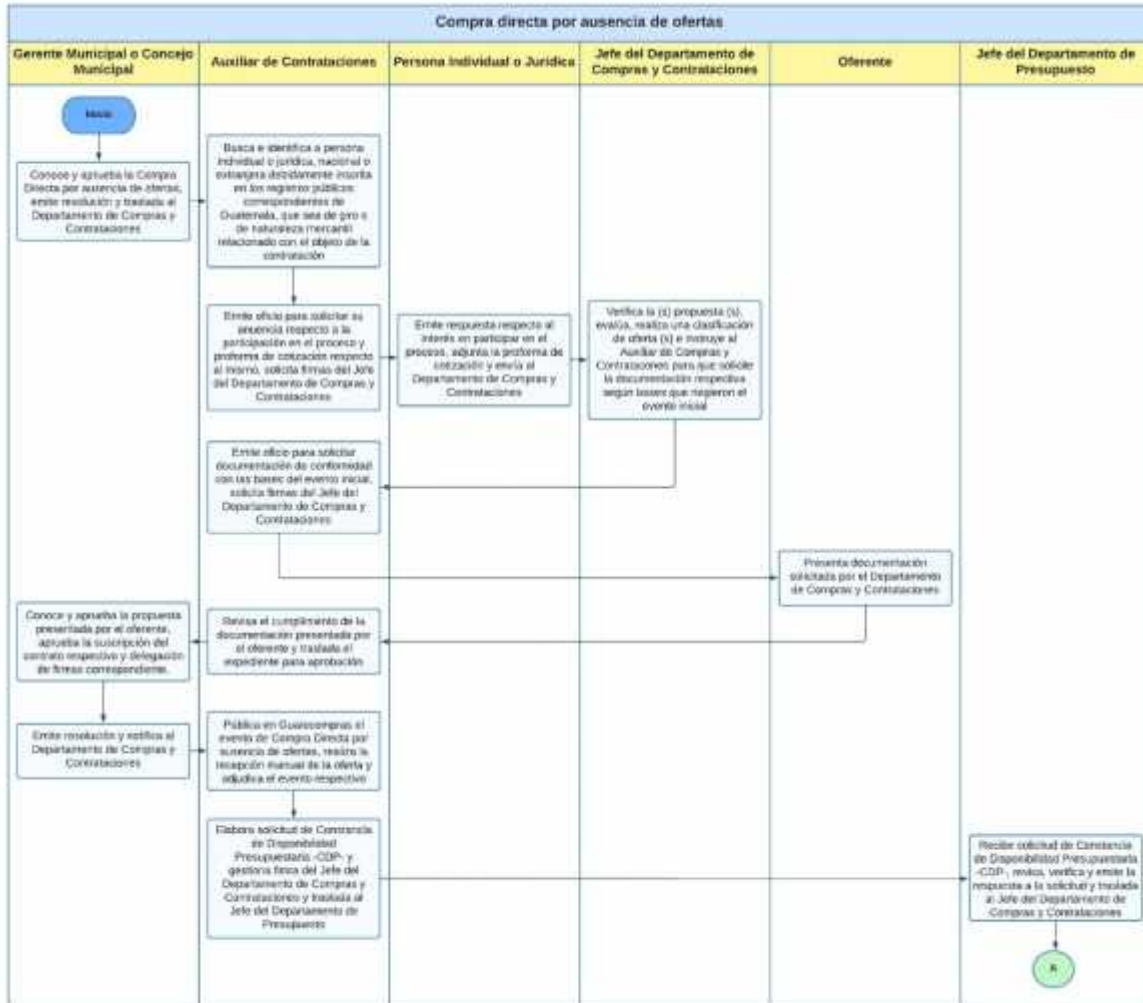 Compra directa por ausencia de ofertas
Gerente Municipal o Concejo
Municipal
Auxiliar de Contrataciones
Persona Individual o Jurídica
Jefe del Departamento de
Compras y Contrataciones
Oferente
Jefe del Departamento de
Presupuesto
Inicio
Conoce y aprueba la Compra
Directa por ausencia de ofertas,
emite resolución y traslada al
Departamento de Compras y
Contrataciones
Busca e identifica a persona
individual o jurídica, nacional o
extranjera debidamente inscrita
en los registros públicos
correspondientes de
Guatemala, que sea de giro o
de naturaleza mercantil
relacionado con el objeto de la
contratación
Emite oficio para solicitar su
anuencia respecto a la
participación en el proceso y
proforma de cotización respecto
al mismo, solicita firmas del Jefe
del Departamento de Compras y
Contrataciones
Emite respuesta respecto al
interés en participar en el
proceso, adjunta la proforma de
cotización y envía al
Departamento de Compras y
Contrataciones
Verifica la (s) propuesta (s),
evalúa, realiza una clasificación
de oferta (s) e instruye al
Auxiliar de Compras y
Contrataciones para que solicite
la documentación respectiva
según bases que rigieron el
evento inicial
Emite oficio para solicitar
documentación de conformidad
con las bases del evento inicial,
solicita firmas del Jefe del
Departamento de Compras y
Contrataciones
Presenta documentación
solicitada por el Departamento
de Compras y Contrataciones
Conoce y aprueba la propuesta
presentada por el oferente,
aprueba la suscripción del
contrato respectivo y delegación
de firmas correspondiente.
Revisa el cumplimiento de la
documentación presentada por
el oferente y traslada el
expediente para aprobación
Emite resolución y notifica al
Departamento de Compras y
Contrataciones
Pública en Guatecompras el
evento de Compra Directa por
ausencia de ofertas, realiza la
recepción manual de la oferta y
adjudica el evento respectivo
Elabora solicitud de Constancia
de Disponibilidad
Presupuestaria -CDP- y
gestiona firma del Jefe del
Departamento de Compras y
Contrataciones y traslada al
Jefe del Departamento de
Presupuesto
Recibe solicitud de Constancia
de Disponibilidad Presupuestaria
-CDP-, revisa, verifica y emite la
respuesta a la solicitud y traslada
al Jefe del Departamento de
Compras y Contrataciones